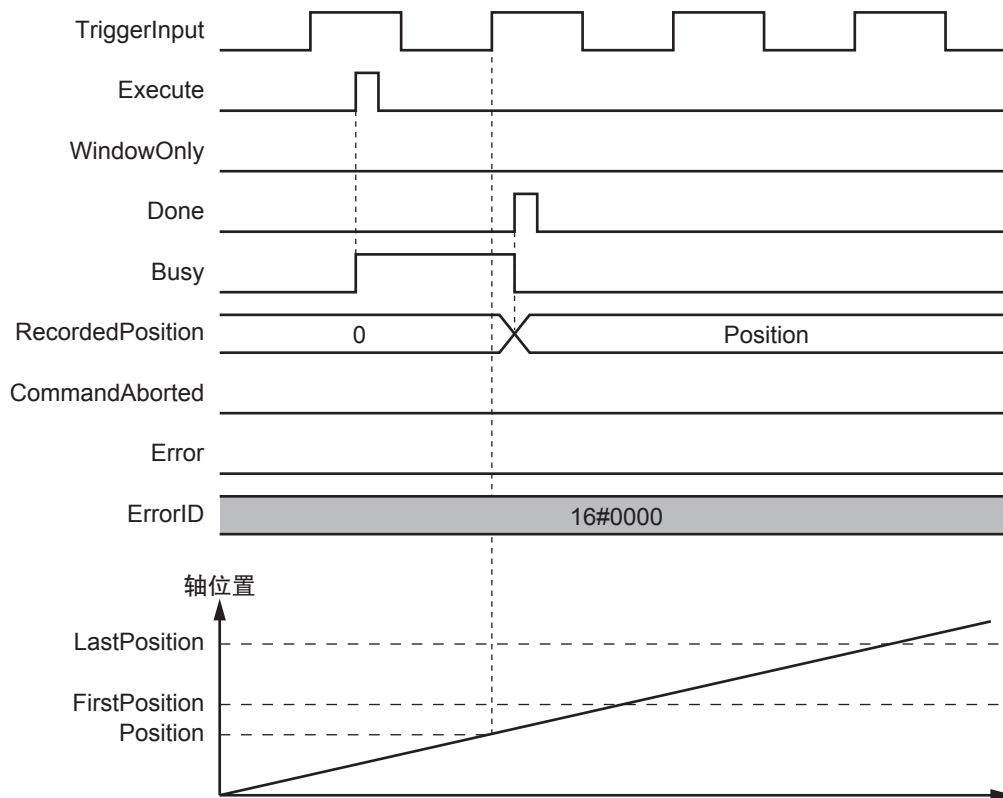 TriggerInput
Execute
WindowOnly
Done
Busy
RecordedPosition
0
Position
CommandAborted
Error
ErrorID
16#0000
轴位置
LastPosition
FirstPosition
Position